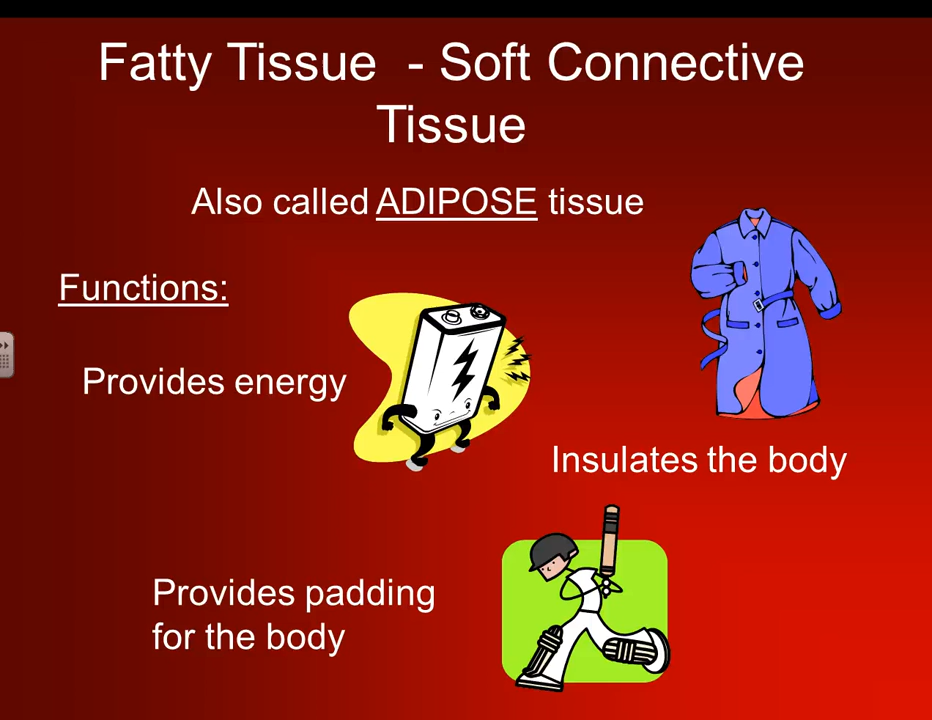 Fatty Tissue  - Soft Connective
Tissue
Also called ADIPOSE tissue
Functions:
Provides energy
Insulates the body
Provides padding
for the body